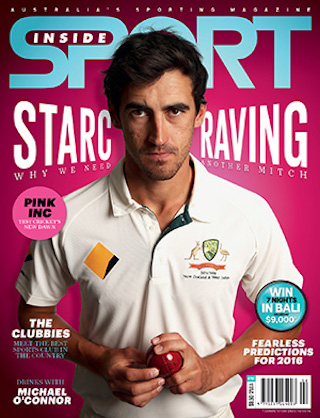 AUSTRALIA'S SPORTING MAGAZINE
INSIDE
SPORT
STARC RAVING
WHY WE NEED ANOTHER MITCH
PINK
INC
TEST CRICKET'S
NEW DAWN
WIN
7 NIGHTS
IN BALI
$9,000
THE
CLUBBIES
MEET THE BEST
SPORTS CLUB IN
THE COUNTRY
FEARLESS
PREDICTIONS
FOR 2016
DRINKS WITH
MICHAEL
O'CONNOR